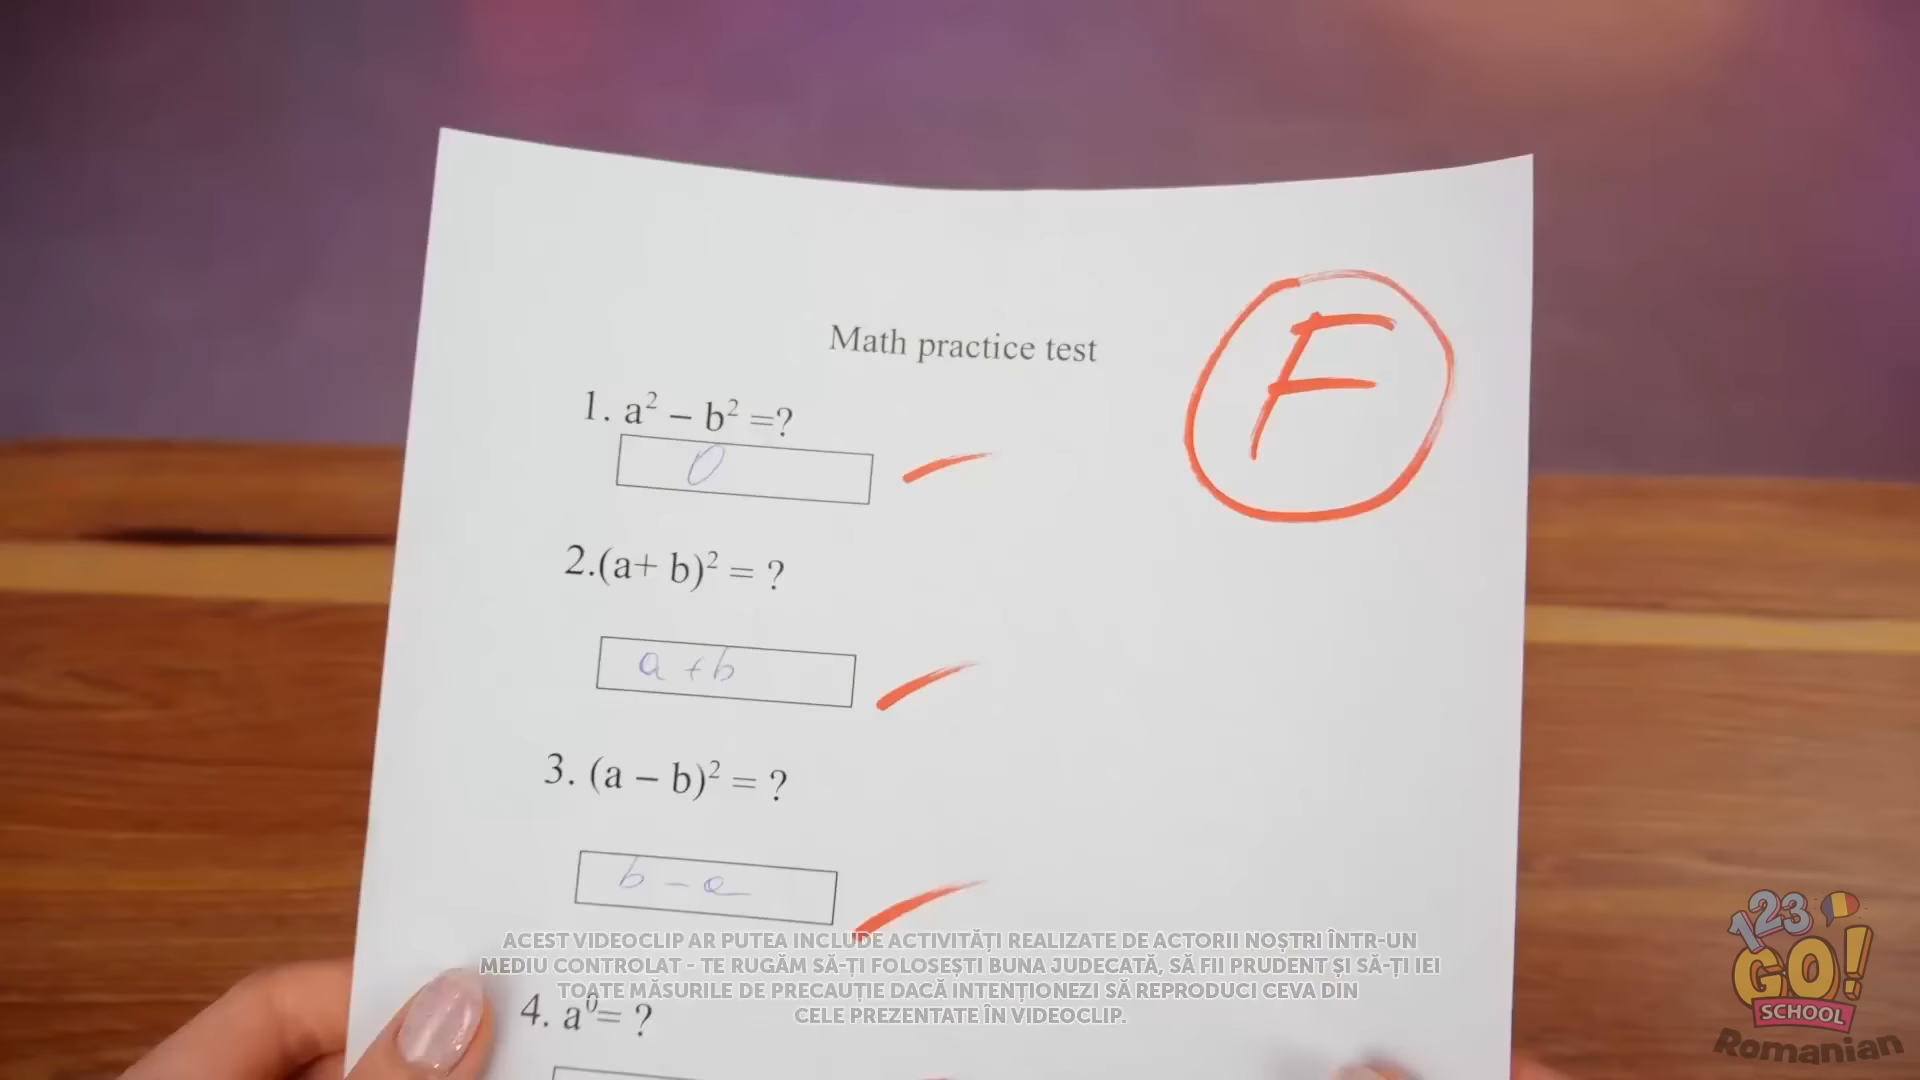 Math practice test
F
1. a² – b² =?
0
2.(a+ b)² = ?
a + b
3. (a – b)² = ?
b – a
4. a⁰= ?
ACEST VIDEOCLIP AR PUTEA INCLUDE ACTIVITĂȚI REALIZATE DE ACTORII NOȘTRI ÎNTR-UN
MEDIU CONTROLAT - TE RUGĂM SĂ-ȚI FOLOSEȘTI BUNA JUDECATĂ, SĂ FII PRUDENT ȘI SĂ-ȚI IEI
TOATE MĂSURILE DE PRECAUȚIE DACĂ INTENȚIONEZI SĂ REPRODUCI CEVA DIN
CELE PREZENTATE ÎN VIDEOCLIP.
123
GO!
SCHOOL
Romanian